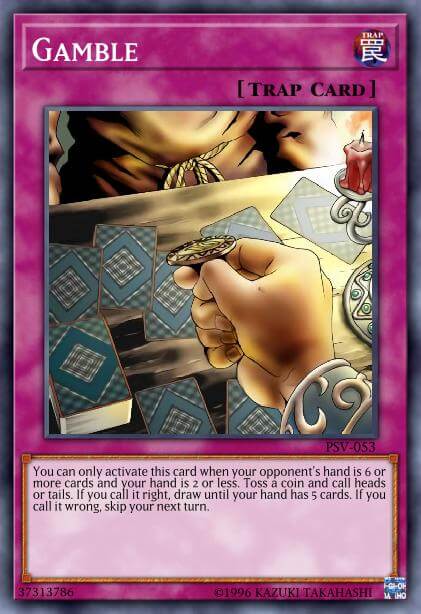 GAMBLE
TRAP
罠
[TRAP CARD]
PSV-053
You can only activate this card when your opponent's hand is 6 or
more cards and your hand is 2 or less. Toss a coin and call heads
or tails. If you call it right, draw until your hand has 5 cards. If you
call it wrong, skip your next turn.
37313786
©1996 KAZUKI TAKAHASHI